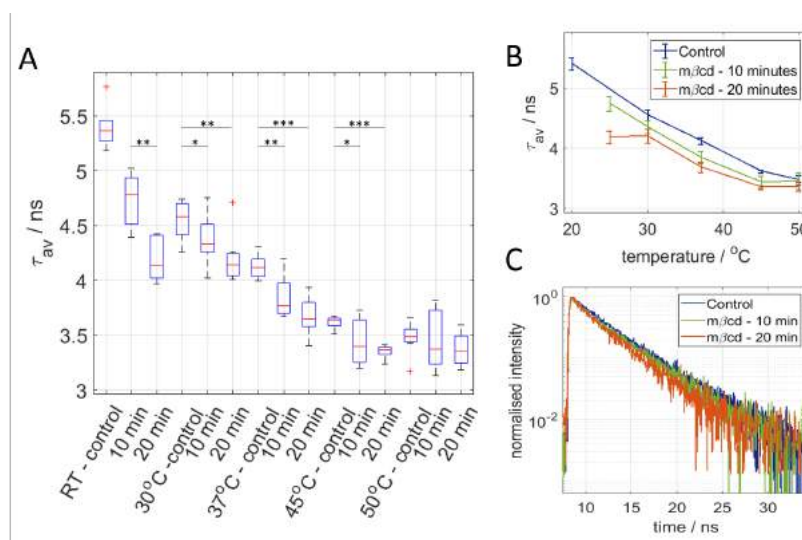 A
5.5
5
4.5
4
3.5
3
τav / ns
** ** * *** ** *** *
RT - control
10 min
20 min
30°C -control
10 min
20 min
37°C - control
10 min
20 min
45°C - control
10 min
20 min
50°C - control
10 min
20 min
B
Control
mβcd - 10 minutes
mβcd - 20 minutes
5
4
3
τav / ns
20 30 40 50
temperature / °C
C
Control
mβcd - 10 min
mβcd - 20 min
10⁰
10⁻²
normalised intensity
10 15 20 25 30
time / ns